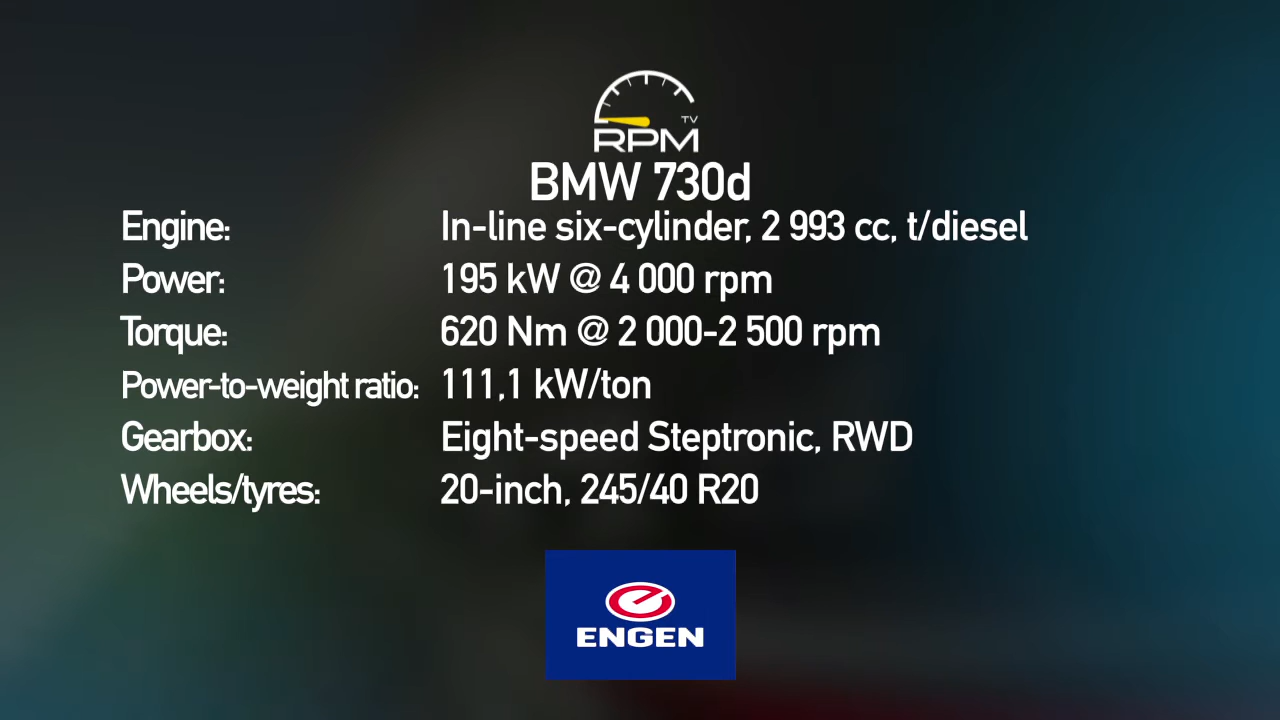 TV
RPM
BMW 730d
Engine: In-line six-cylinder, 2 993 cc, t/diesel
Power: 195 kW @ 4 000 rpm
Torque: 620 Nm @ 2 000-2 500 rpm
Power-to-weight ratio: 111,1 kW/ton
Gearbox: Eight-speed Steptronic, RWD
Wheels/tyres: 20-inch, 245/40 R20
ENGEN